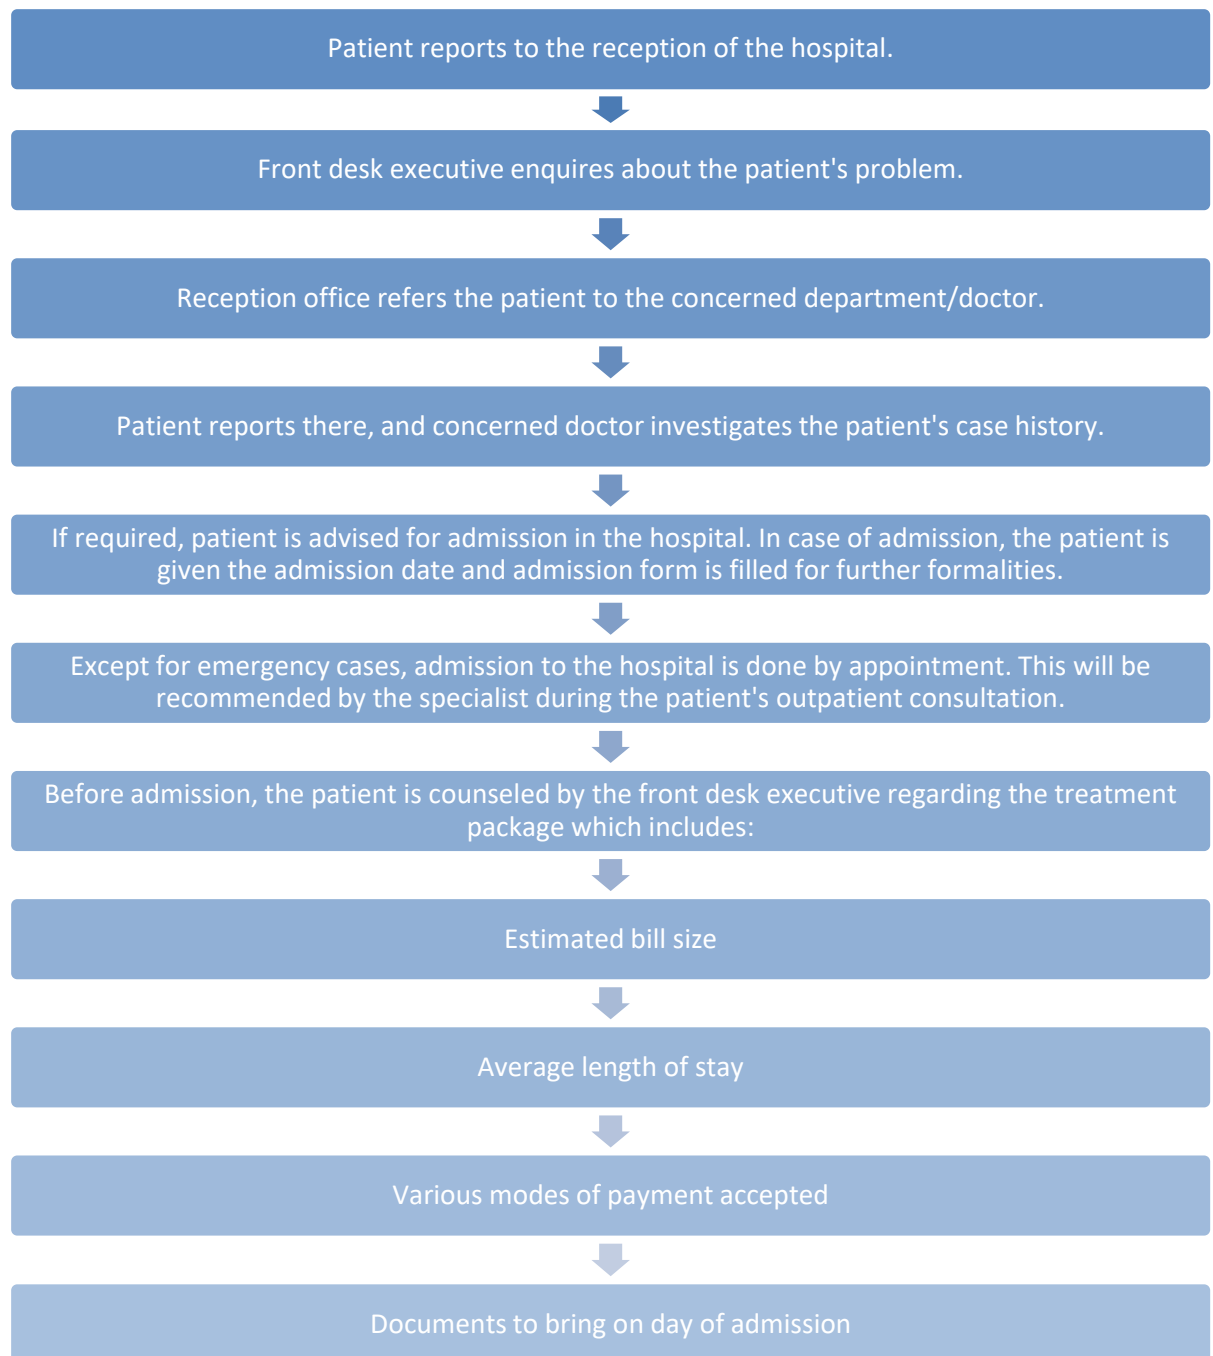 Patient reports to the reception of the hospital.
Front desk executive enquires about the patient's problem.
Reception office refers the patient to the concerned department/doctor.
Patient reports there, and concerned doctor investigates the patient's case history.
If required, patient is advised for admission in the hospital. In case of admission, the patient is
given the admission date and admission form is filled for further formalities.
Except for emergency cases, admission to the hospital is done by appointment. This will be
recommended by the specialist during the patient's outpatient consultation.
Before admission, the patient is counseled by the front desk executive regarding the treatment
package which includes:
Estimated bill size
Average length of stay
Various modes of payment accepted
Documents to bring on day of admission